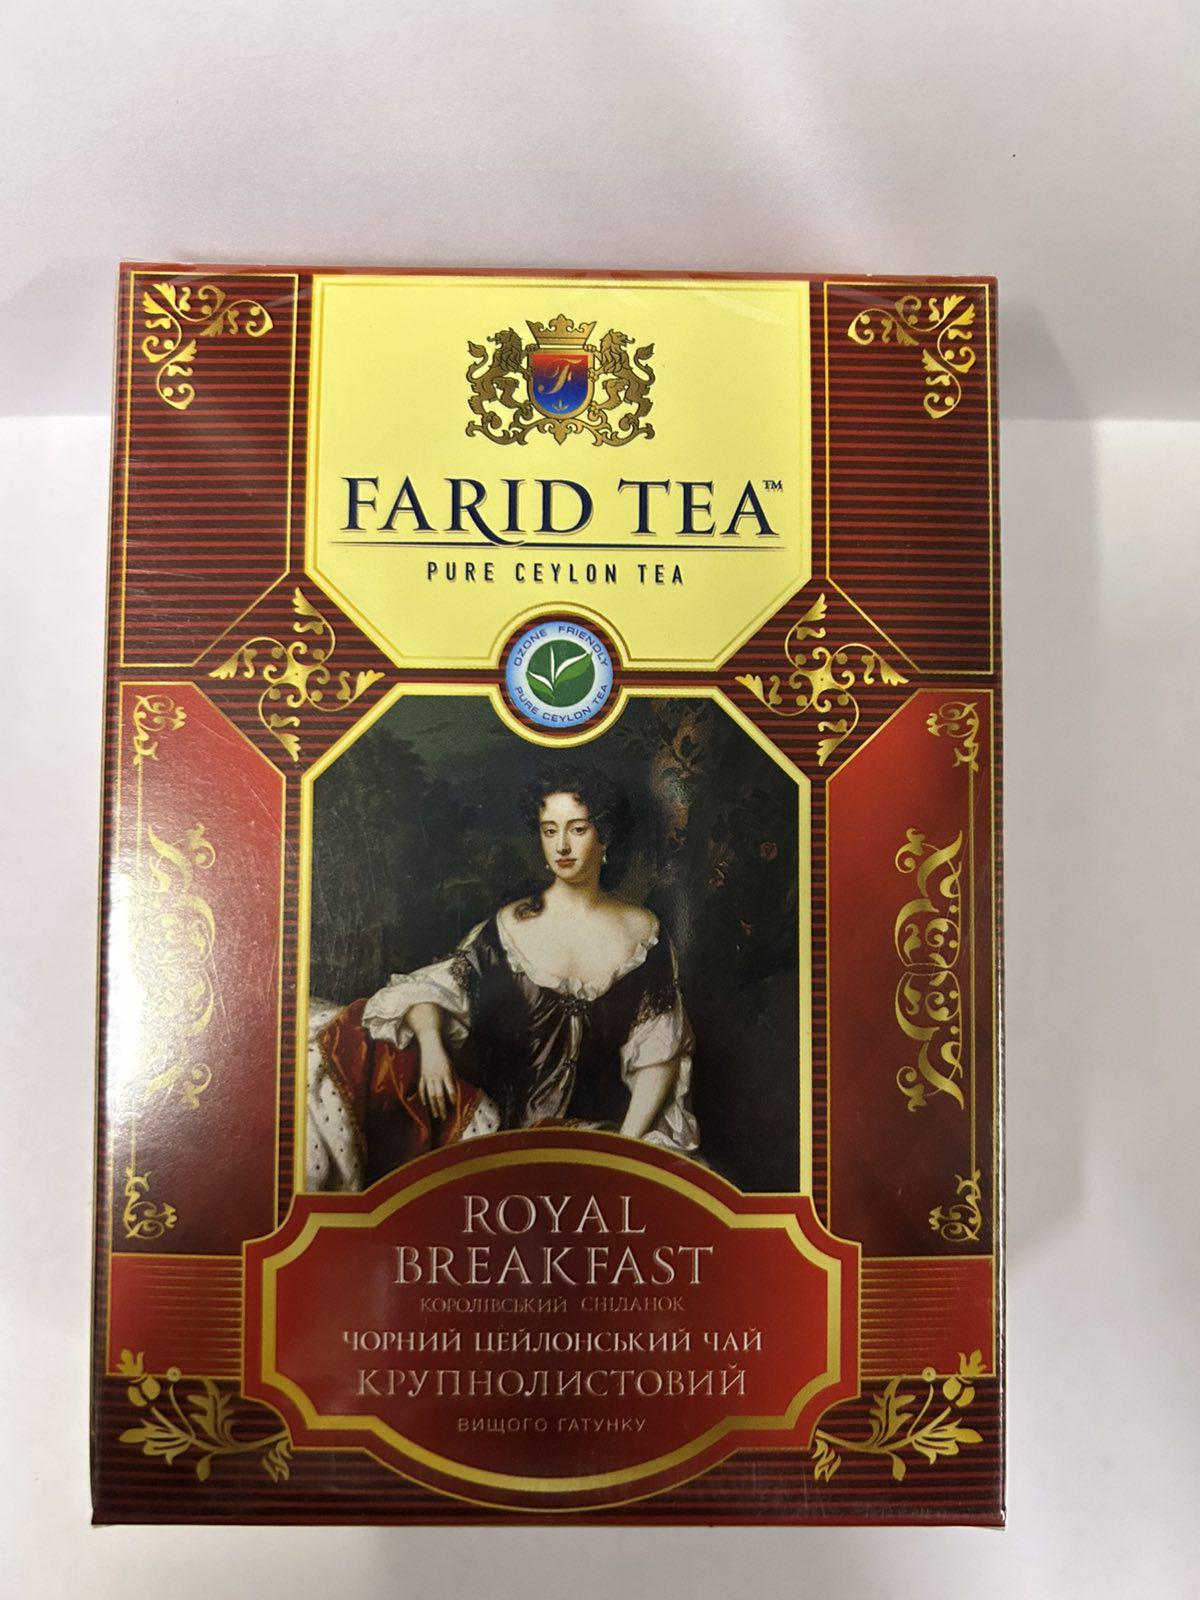 F
FARID TEA™
PURE CEYLON TEA
OZONE FRIENDLY
PURE CEYLON TEA
ROYAL
BREAKFAST
КОРОЛІВСЬКИЙ СНІДАНОК
ЧОРНИЙ ЦЕЙЛОНСЬКИЙ ЧАЙ
КРУПНОЛИСТОВИЙ
ВИЩОГО ҐАТУНКУ